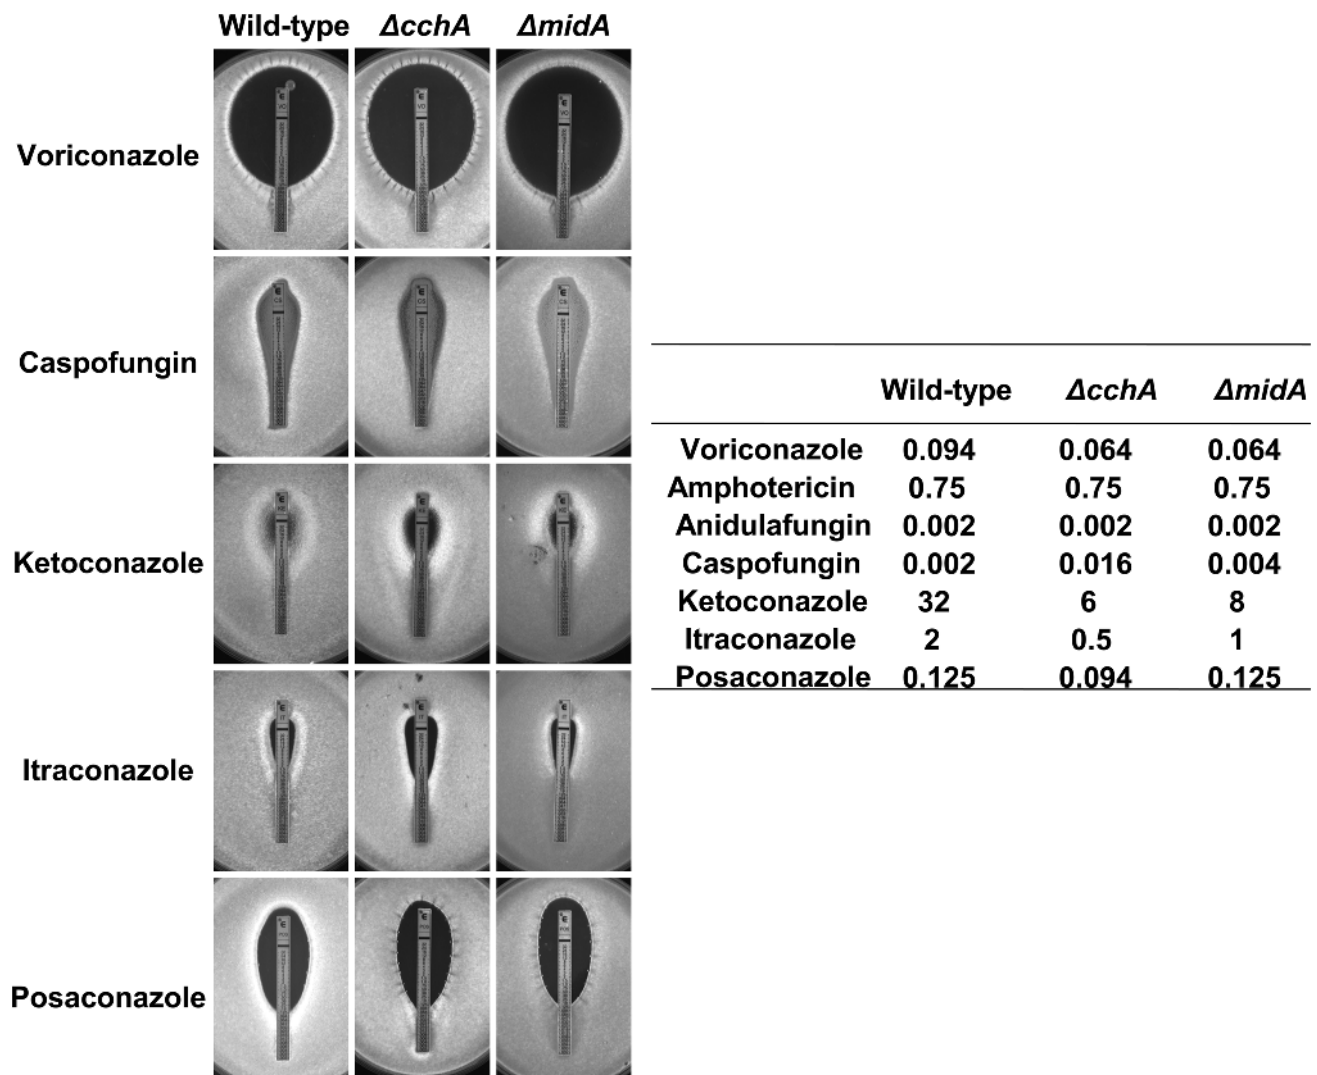 Wild-type ΔcchA ΔmidA
Voriconazole
Caspofungin
Ketoconazole
Itraconazole
Posaconazole
Wild-type ΔcchA ΔmidA
Voriconazole 0.094 0.064 0.064
Amphotericin 0.75 0.75 0.75
Anidulafungin 0.002 0.002 0.002
Caspofungin 0.002 0.016 0.004
Ketoconazole 32 6 8
Itraconazole 2 0.5 1
Posaconazole 0.125 0.094 0.125